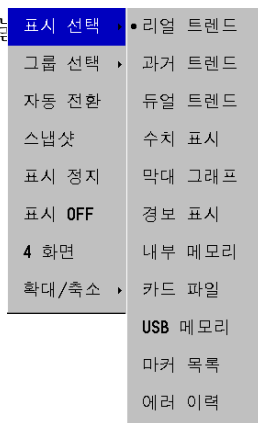 표시 선택
그룹 선택
자동 전환
스냅샷
표시 정지
표시 OFF
4 화면
확대/축소
리얼 트렌드
과거 트렌드
듀얼 트렌드
수치 표시
막대 그래프
경보 표시
내부 메모리
카드 파일
USB 메모리
마커 목록
에러 이력